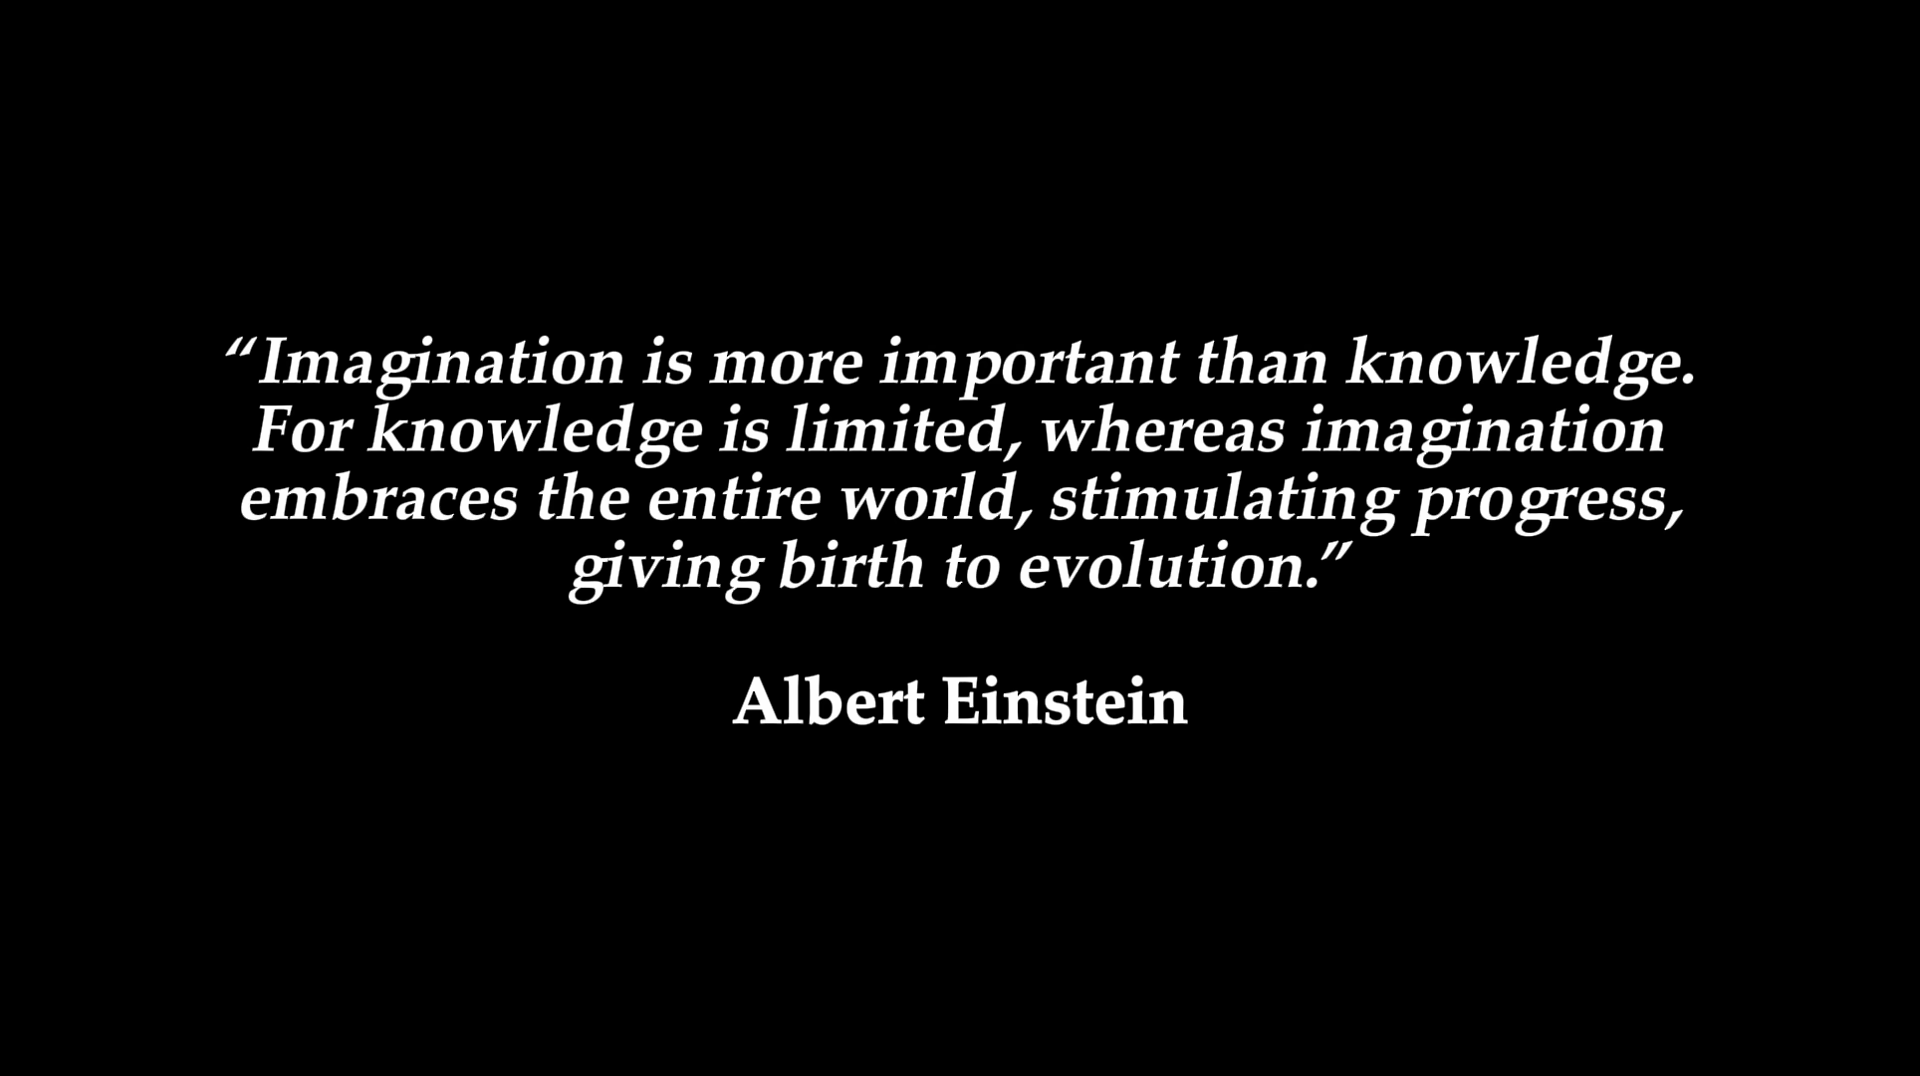 “Imagination is more important than knowledge.
For knowledge is limited, whereas imagination
embraces the entire world, stimulating progress,
giving birth to evolution.”
Albert Einstein